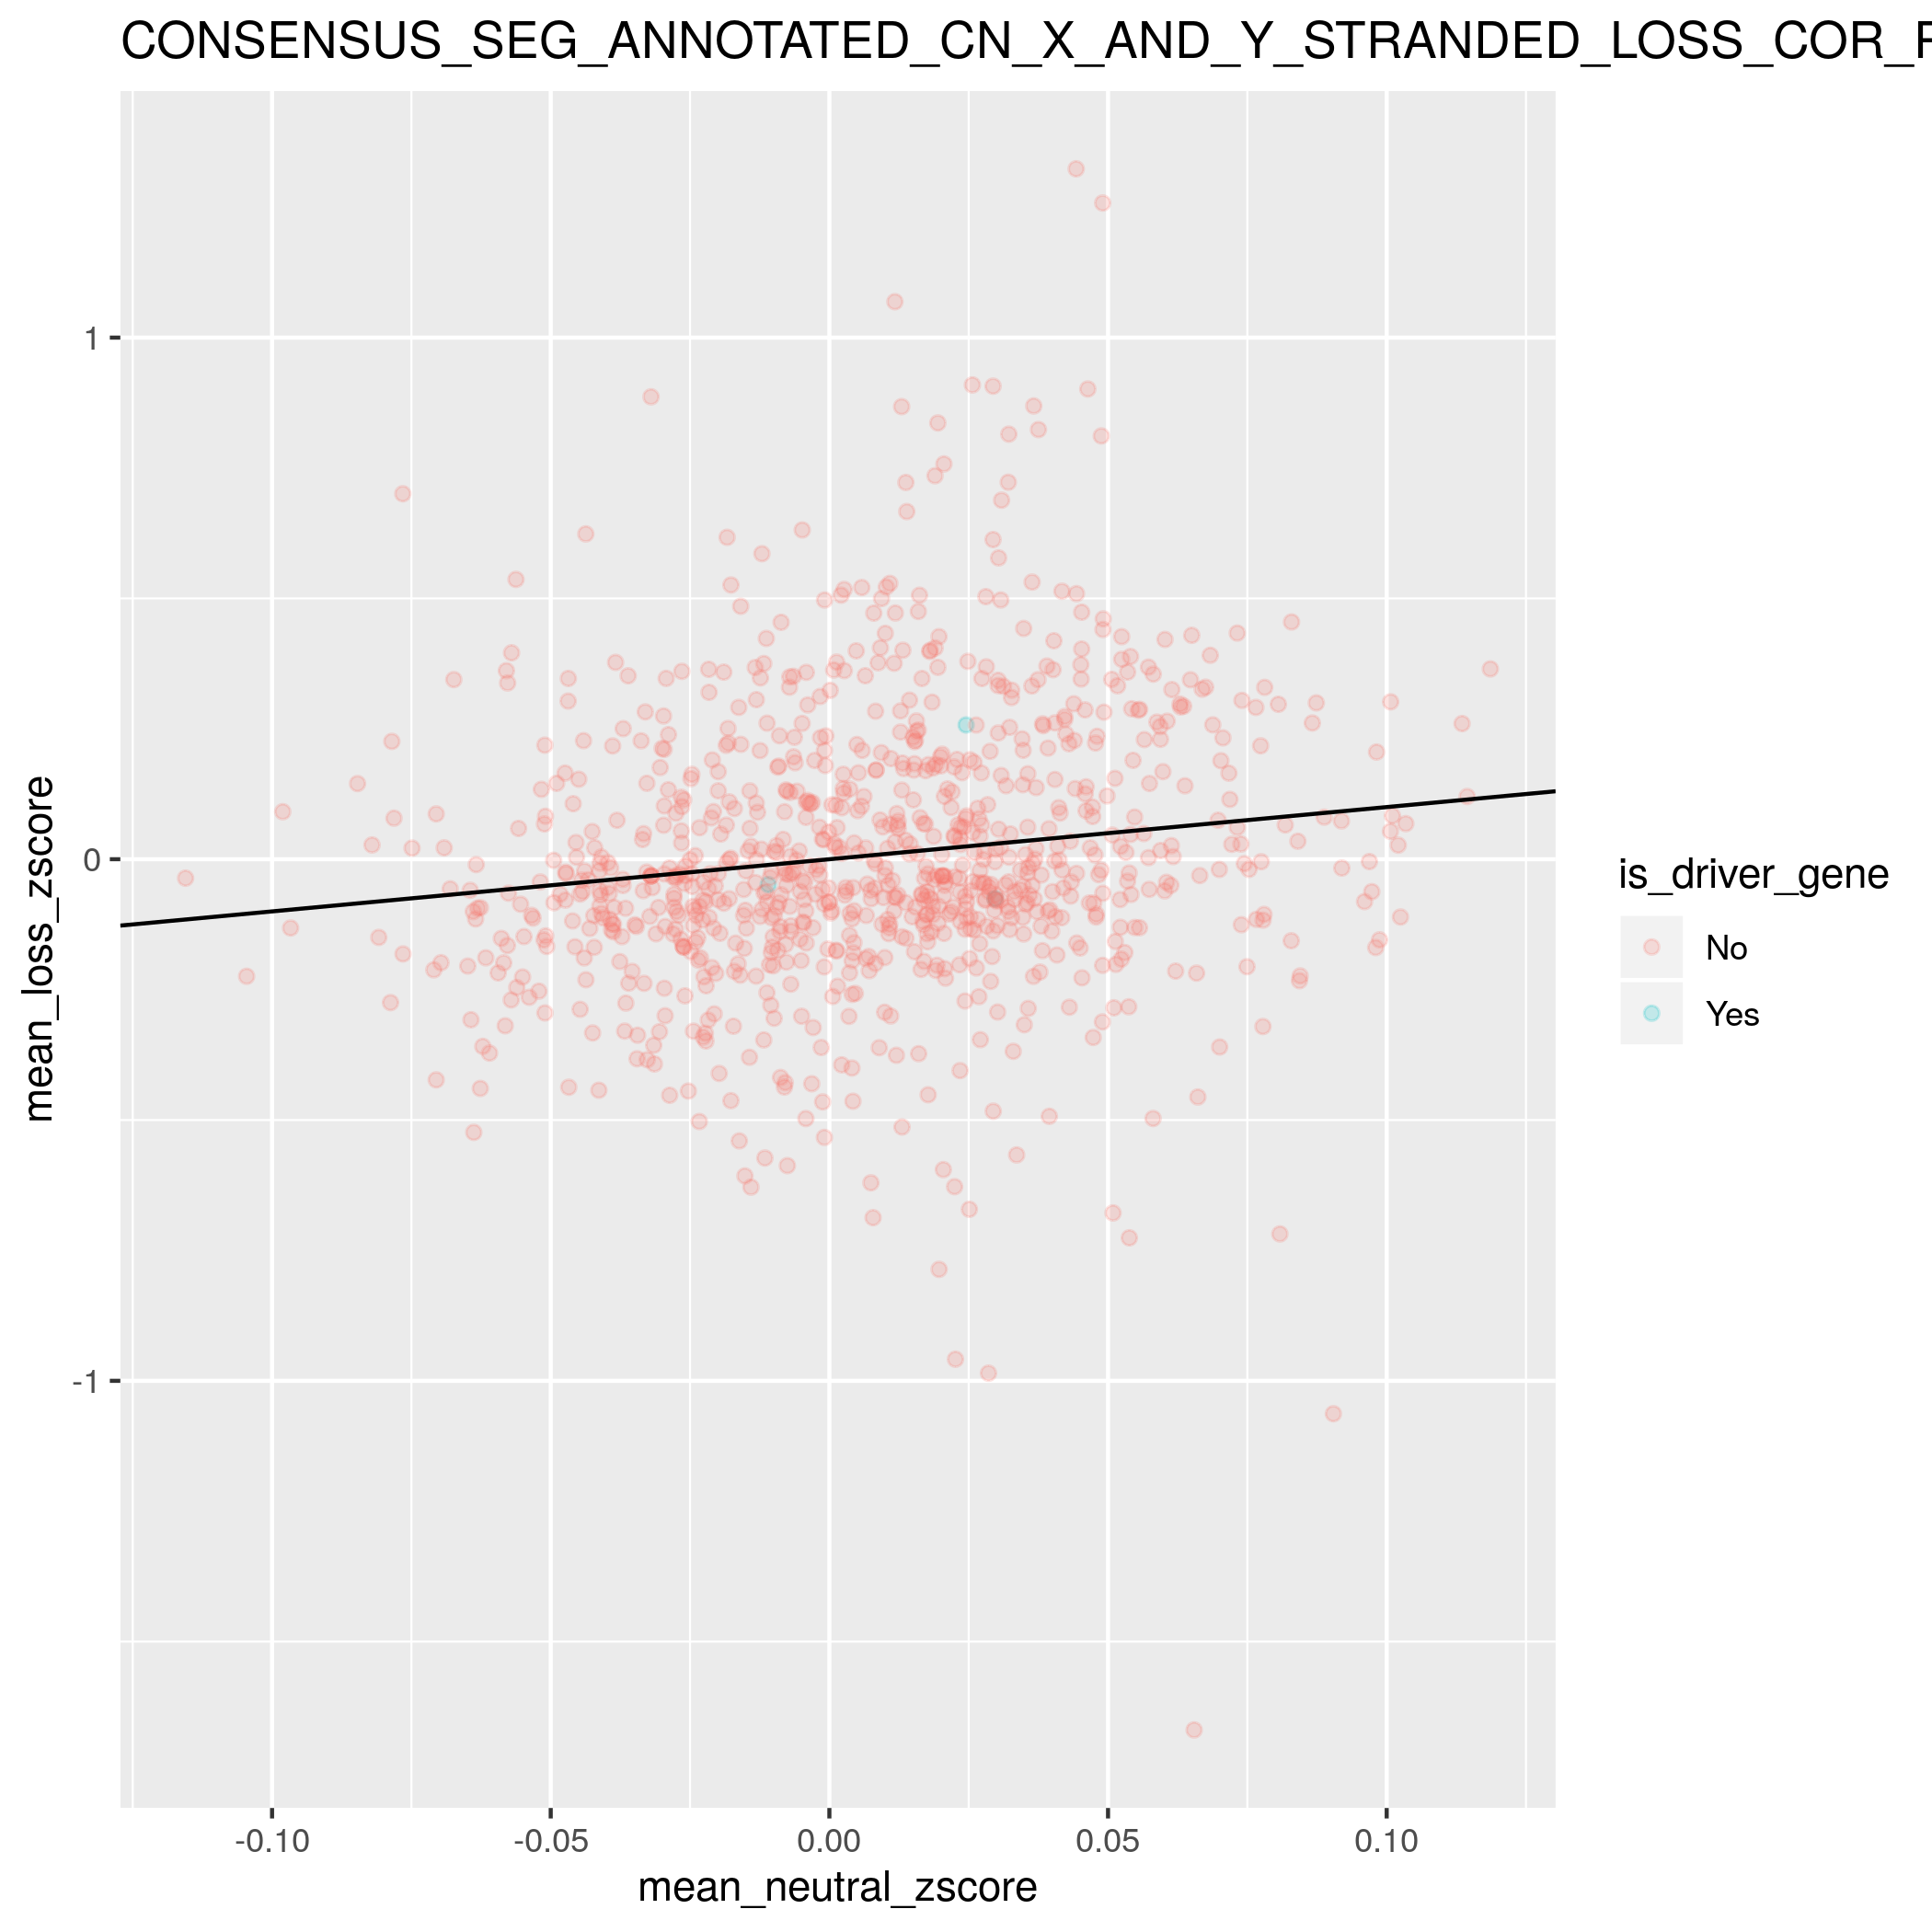 CONSENSUS_SEG_ANNOTATED_CN_X_AND_Y_STRANDED_LOSS_COR_
mean_loss_zscore
1
0
-1
-0.10
-0.05
0.00
0.05
0.10
mean_neutral_zscore
is_driver_gene
No
Yes